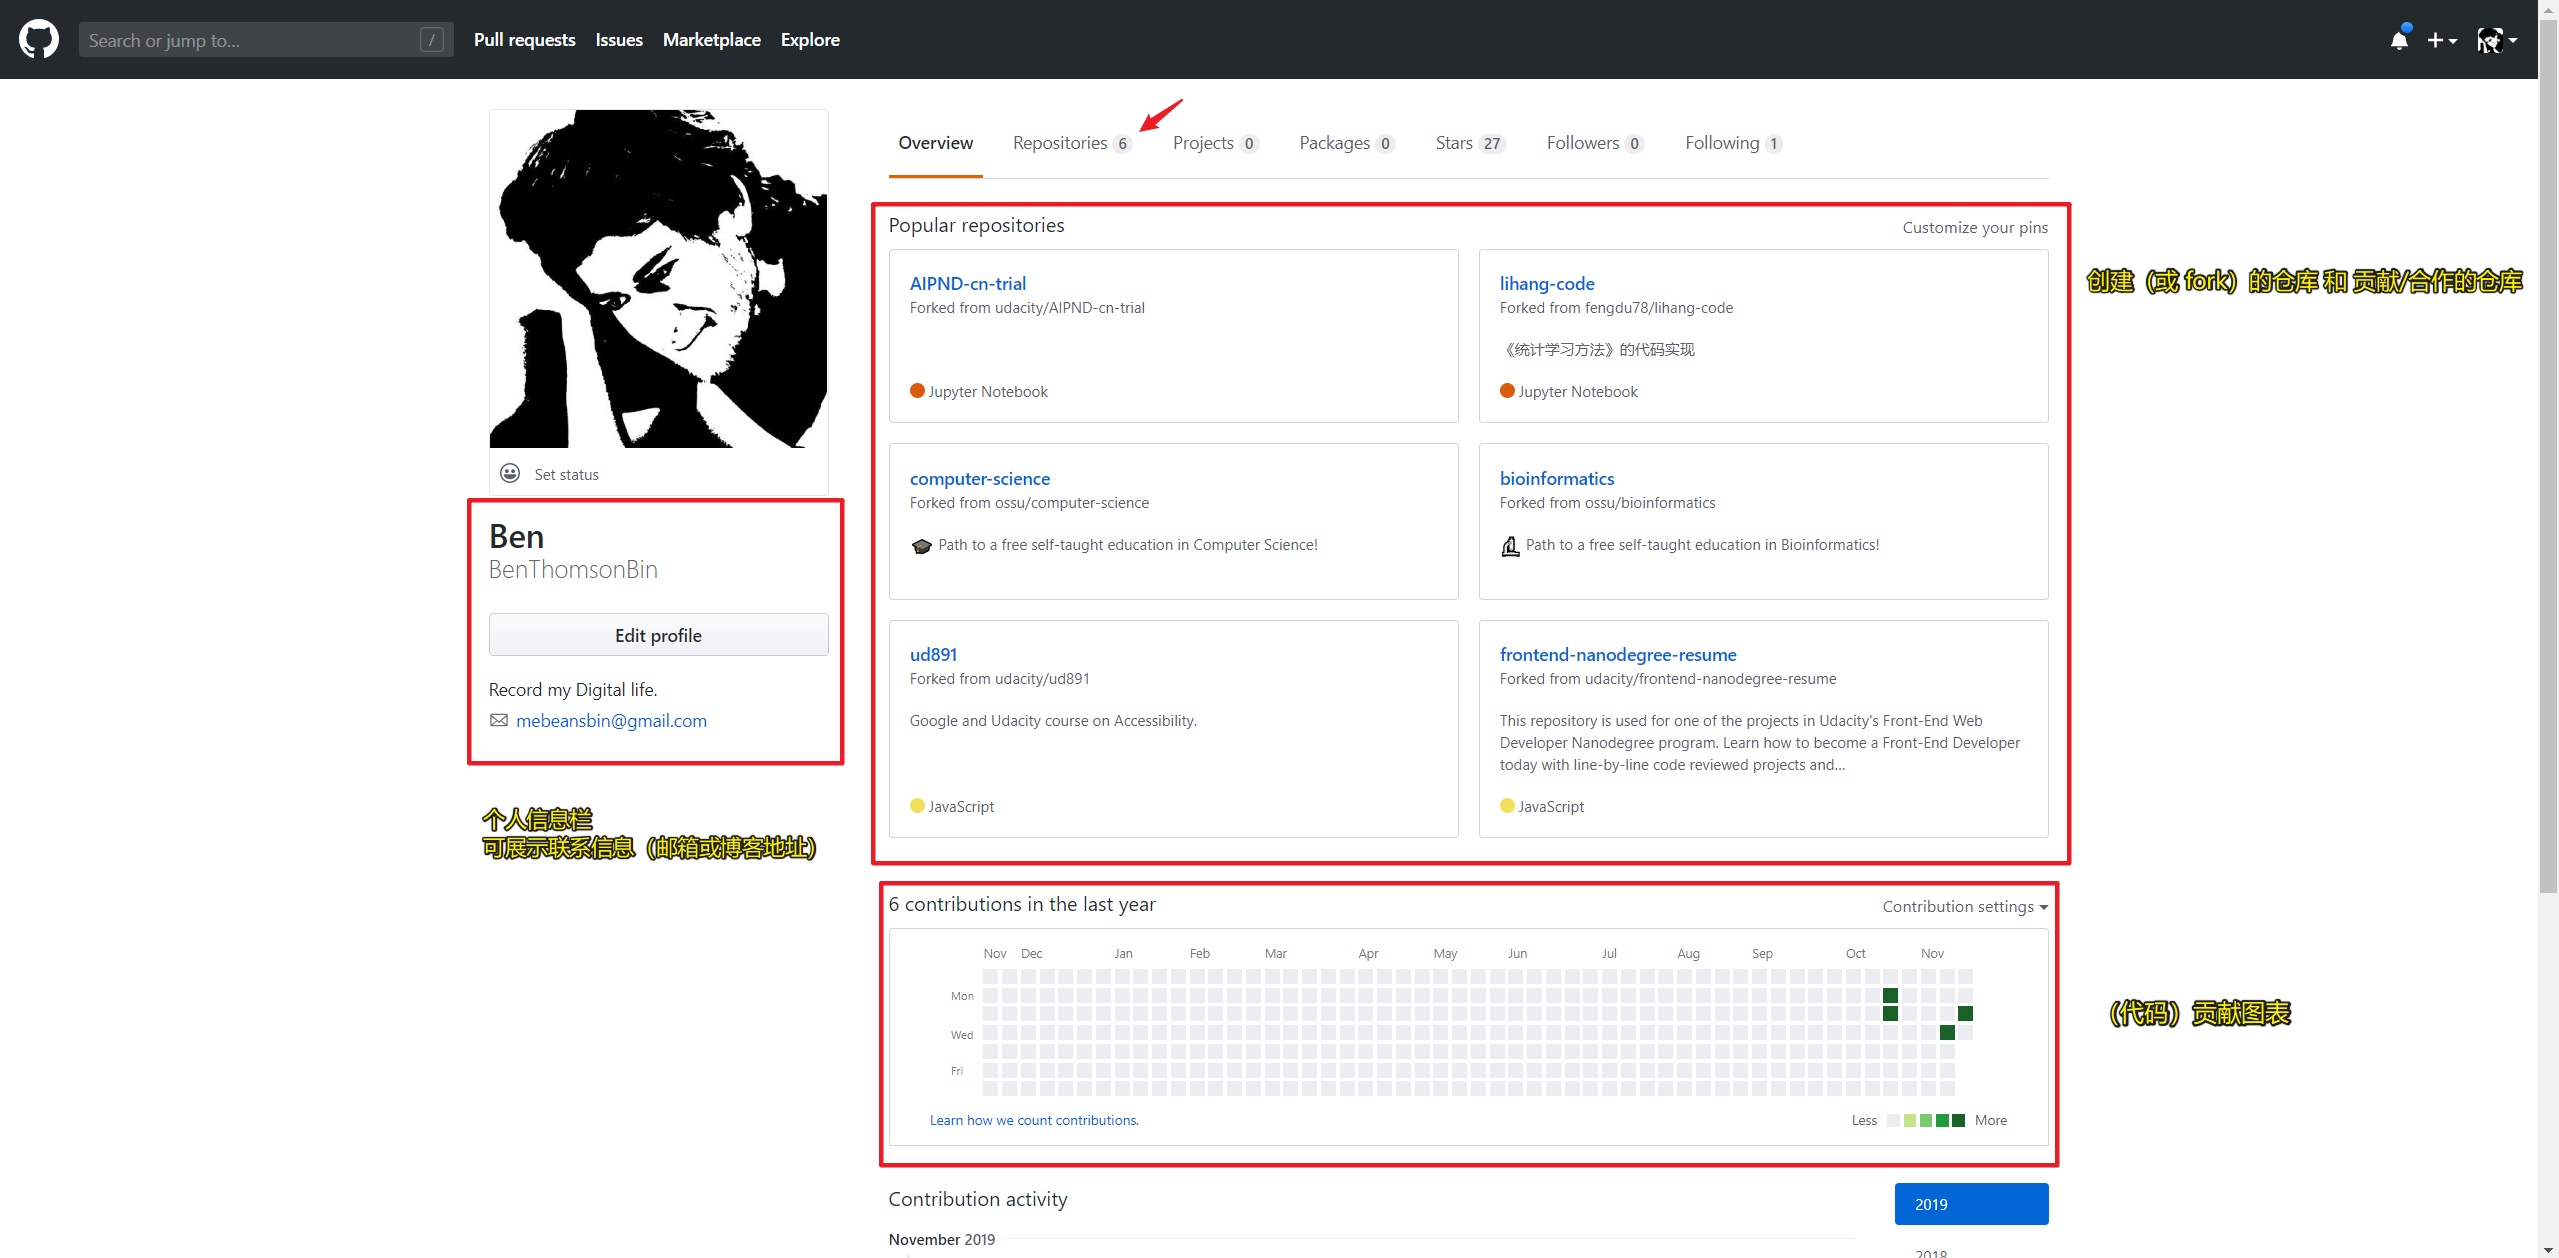 Search or jump to... /
Pull requests Issues Marketplace Explore
Overview Repositories 6 Projects 0 Packages 0 Stars 27 Followers 0 Following 1
Set status
Ben
BenThomsonBin
Edit profile
Record my Digital life.
mebeansbin@gmail.com
个人信息栏
可展示联系信息（邮箱或博客地址）
Popular repositories Customize your pins
AIPND-cn-trial
Forked from udacity/AIPND-cn-trial
Jupyter Notebook
lihang-code
Forked from fengdu78/lihang-code
《统计学习方法》的代码实现
Jupyter Notebook
computer-science
Forked from ossu/computer-science
Path to a free self-taught education in Computer Science!
bioinformatics
Forked from ossu/bioinformatics
Path to a free self-taught education in Bioinformatics!
ud891
Forked from udacity/ud891
Google and Udacity course on Accessibility.
JavaScript
frontend-nanodegree-resume
Forked from udacity/frontend-nanodegree-resume
This repository is used for one of the projects in Udacity's Front-End Web
Developer Nanodegree program. Learn how to become a Front-End Developer
today with line-by-line code reviewed projects and...
JavaScript
创建（或 fork）的仓库 和 贡献/合作的仓库
6 contributions in the last year Contribution settings
Nov Dec Jan Feb Mar Apr May Jun Jul Aug Sep Oct Nov
Mon
Wed
Fri
Learn how we count contributions. Less More
（代码）贡献图表
Contribution activity 2019
November 2019
2018